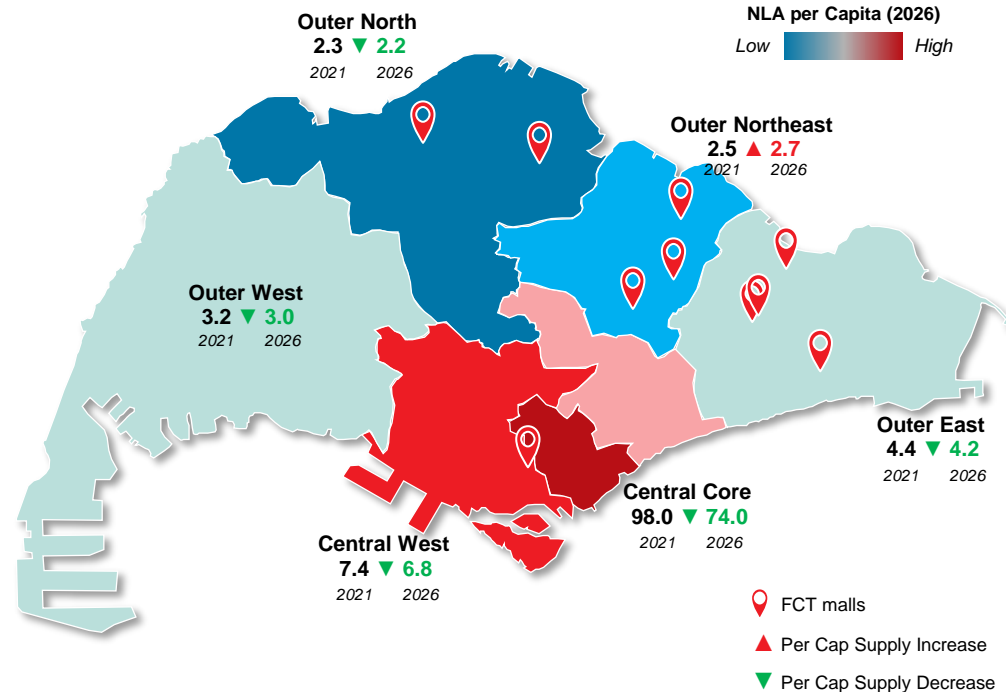 Outer North
2.3 ▼ 2.2
2021 2026
NLA per Capita (2026)
Low High
Outer Northeast
2.5 ▲ 2.7
2021 2026
Outer West
3.2 ▼ 3.0
2021 2026
Outer East
4.4 ▼ 4.2
2021 2026
Central Core
98.0 ▼ 74.0
2021 2026
Central West
7.4 ▼ 6.8
2021 2026
FCT malls
▲ Per Cap Supply Increase
▼ Per Cap Supply Decrease